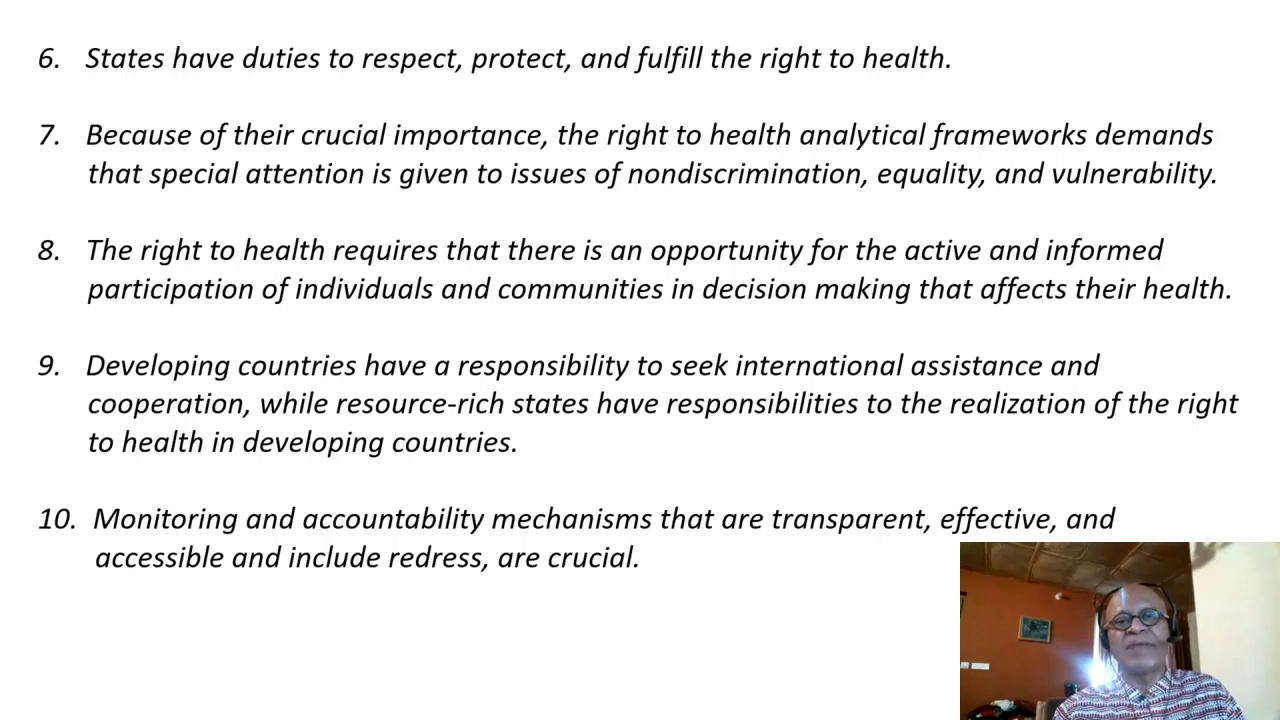 6. States have duties to respect, protect, and fulfill the right to health.
7. Because of their crucial importance, the right to health analytical frameworks demands
that special attention is given to issues of nondiscrimination, equality, and vulnerability.
8. The right to health requires that there is an opportunity for the active and informed
participation of individuals and communities in decision making that affects their health.
9. Developing countries have a responsibility to seek international assistance and
cooperation, while resource-rich states have responsibilities to the realization of the right
to health in developing countries.
10. Monitoring and accountability mechanisms that are transparent, effective, and
accessible and include redress, are crucial.